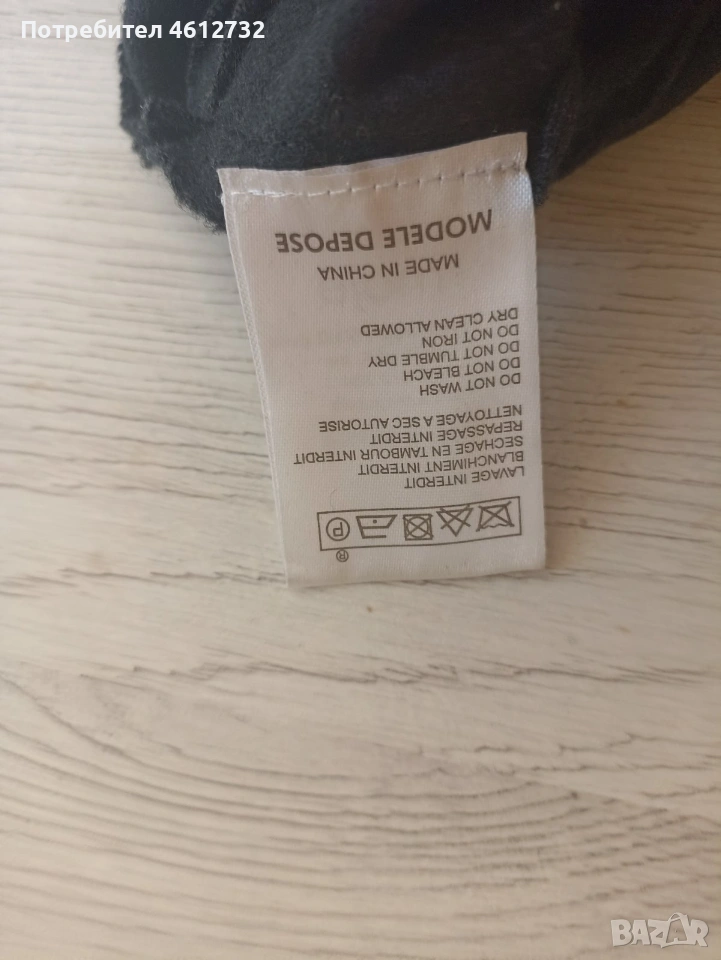 Потребител 4612732
®
P
LAVAGE INTERDIT
BLANCHIMENT INTERDIT
SECHAGE EN TAMBOUR INTERDIT
REPASSAGE INTERDIT
NETTOYAGE A SEC AUTORISE
DO NOT WASH
DO NOT BLEACH
DO NOT TUMBLE DRY
DO NOT IRON
DRY CLEAN ALLOWED
MADE IN CHINA
MODELE DEPOSE
BAZAR